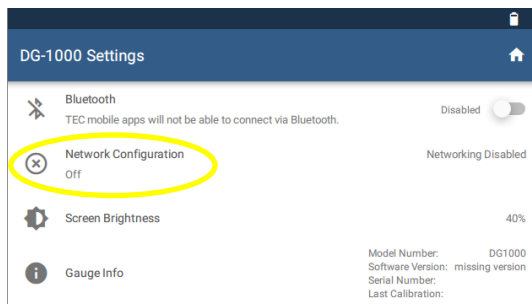 DG-1000 Settings
Bluetooth
Disabled
TEC mobile apps will not be able to connect via Bluetooth.
Network Configuration
Networking Disabled
Off
Screen Brightness
40%
Gauge Info
Model Number: DG1000
Software Version: missing version
Serial Number:
Last Calibration: